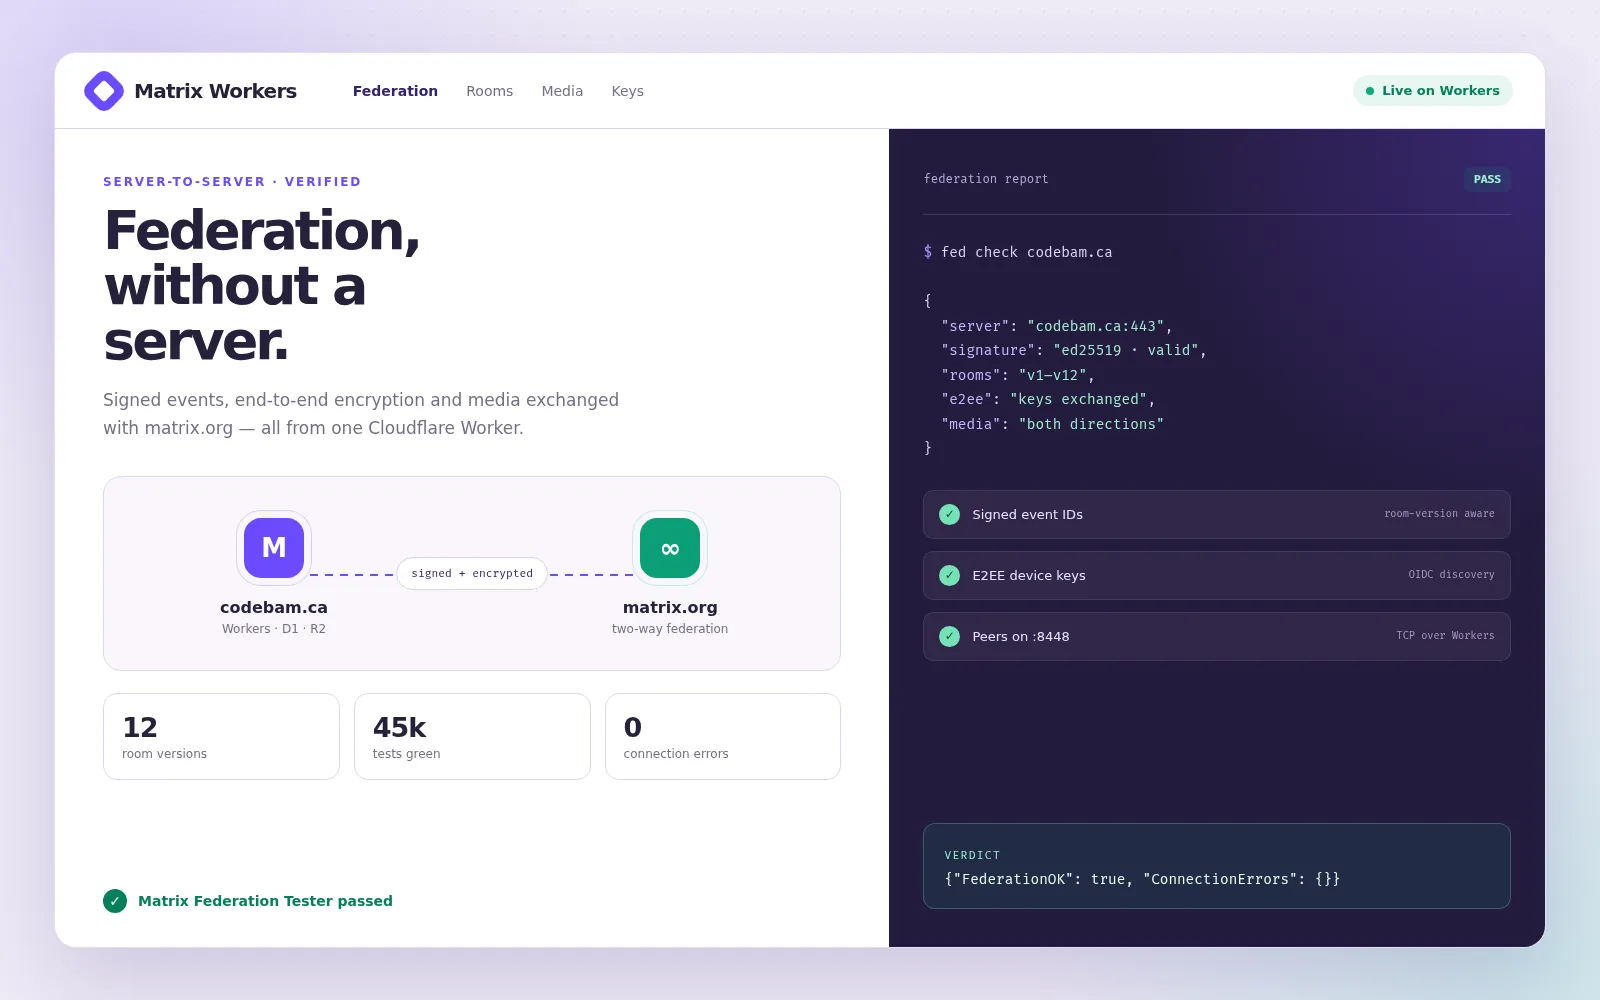 Matrix Workers
Federation
Rooms
Media
Keys
Live on Workers
SERVER-TO-SERVER · VERIFIED
Federation,
without a
server.
Signed events, end-to-end encryption and media exchanged
with matrix.org — all from one Cloudflare Worker.
M
signed + encrypted
∞
codebam.ca
Workers · D1 · R2
matrix.org
two-way federation
12
room versions
45k
tests green
0
connection errors
✓ Matrix Federation Tester passed
federation report
PASS
$ fed check codebam.ca
{
"server": "codebam.ca:443",
"signature": "ed25519 · valid",
"rooms": "v1–v12",
"e2ee": "keys exchanged",
"media": "both directions"
}
✓ Signed event IDs
room-version aware
✓ E2EE device keys
OIDC discovery
✓ Peers on :8448
TCP over Workers
VERDICT
{"FederationOK": true, "ConnectionErrors": {}}